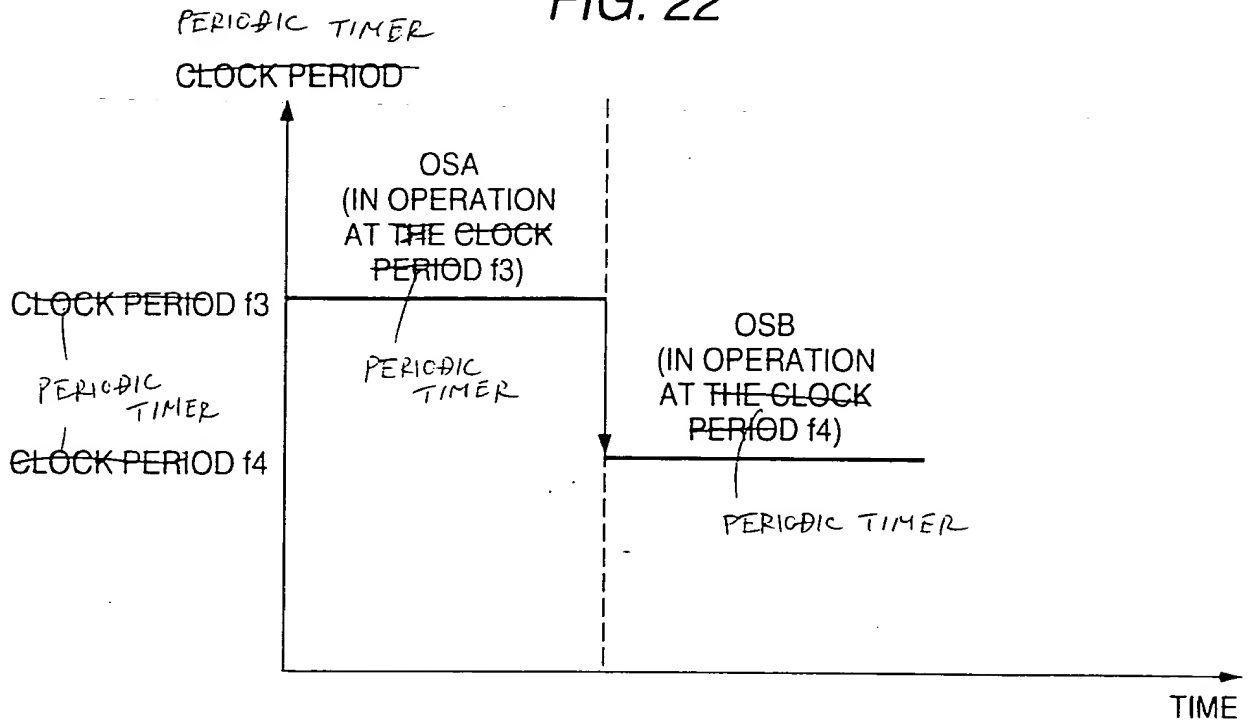 FIG. 22
PERIODIC TIMER
CLOCK PERIOD
OSA
(IN OPERATION
AT THE CLOCK
PERIOD f3)
CLOCK PERIOD f3
PERIODIC
TIMER
PERIODIC
TIMER
OSB
(IN OPERATION
AT THE CLOCK
PERIOD f4)
CLOCK PERIOD f4
PERIODIC TIMER
TIME